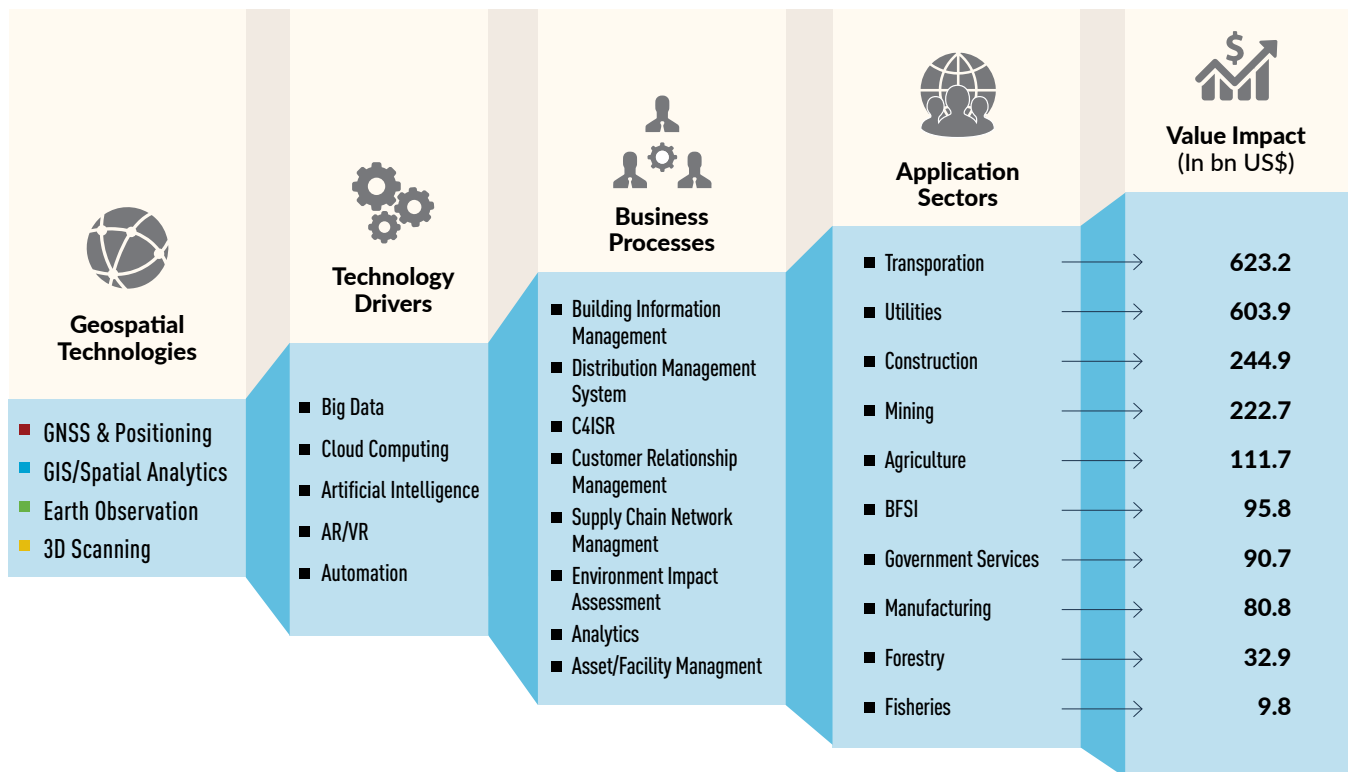 Geospatial
Technologies
GNSS & Positioning
GIS/Spatial Analytics
Earth Observation
3D Scanning
Technology
Drivers
Big Data
Cloud Computing
Artificial Intelligence
AR/VR
Automation
Business
Processes
Building Information
Management
Distribution Management
System
C4ISR
Customer Relationship
Management
Supply Chain Network
Managment
Environment Impact
Assessment
Analytics
Asset/Facility Managment
Application
Sectors
Value Impact
(In bn US$)
Transporation 623.2
Utilities 603.9
Construction 244.9
Mining 222.7
Agriculture 111.7
BFSI 95.8
Government Services 90.7
Manufacturing 80.8
Forestry 32.9
Fisheries 9.8